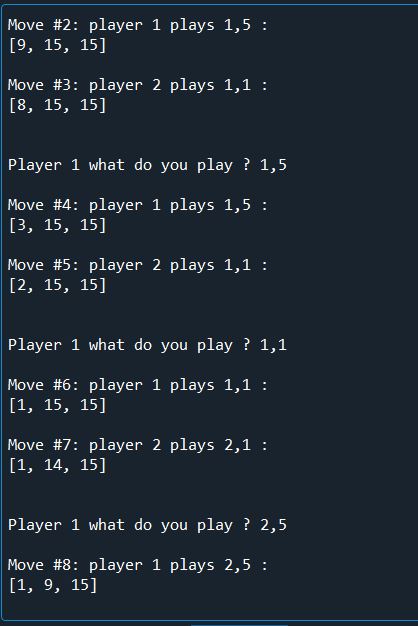 Move #2: player 1 plays 1,5 :
[9, 15, 15]
Move #3: player 2 plays 1,1 :
[8, 15, 15]
Player 1 what do you play ? 1,5
Move #4: player 1 plays 1,5 :
[3, 15, 15]
Move #5: player 2 plays 1,1 :
[2, 15, 15]
Player 1 what do you play ? 1,1
Move #6: player 1 plays 1,1 :
[1, 15, 15]
Move #7: player 2 plays 2,1 :
[1, 14, 15]
Player 1 what do you play ? 2,5
Move #8: player 1 plays 2,5 :
[1, 9, 15]